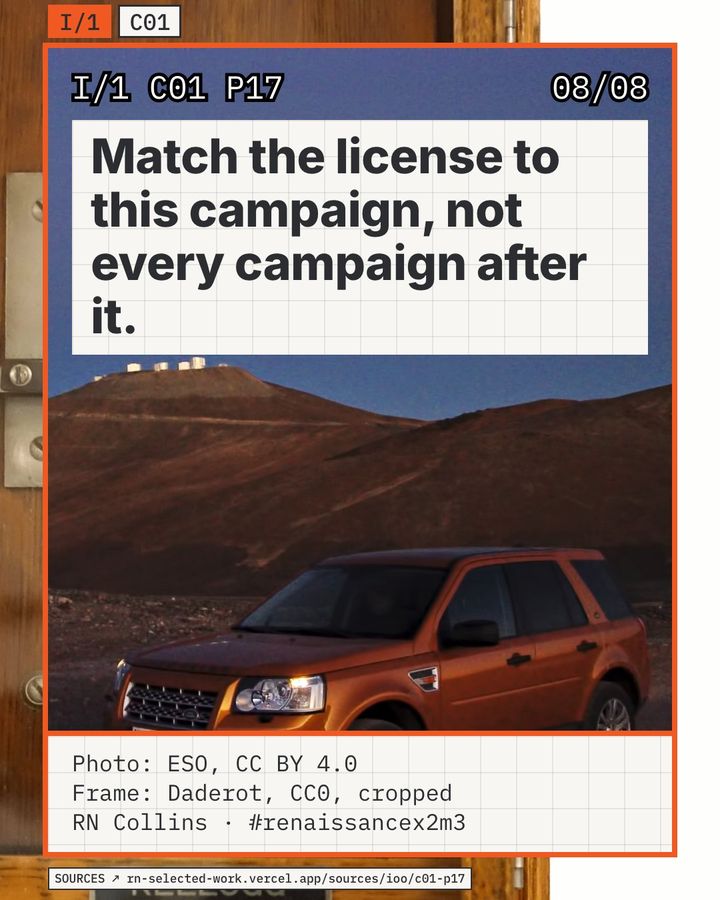 I/1 C01
I/1 C01 P17 08/08
Match the license to
this campaign, not
every campaign after
it.
Photo: ESO, CC BY 4.0
Frame: Daderot, CC0, cropped
RN Collins · #renaissancex2m3
SOURCES ↗ rn-selected-work.vercel.app/sources/ioo/c01-p17